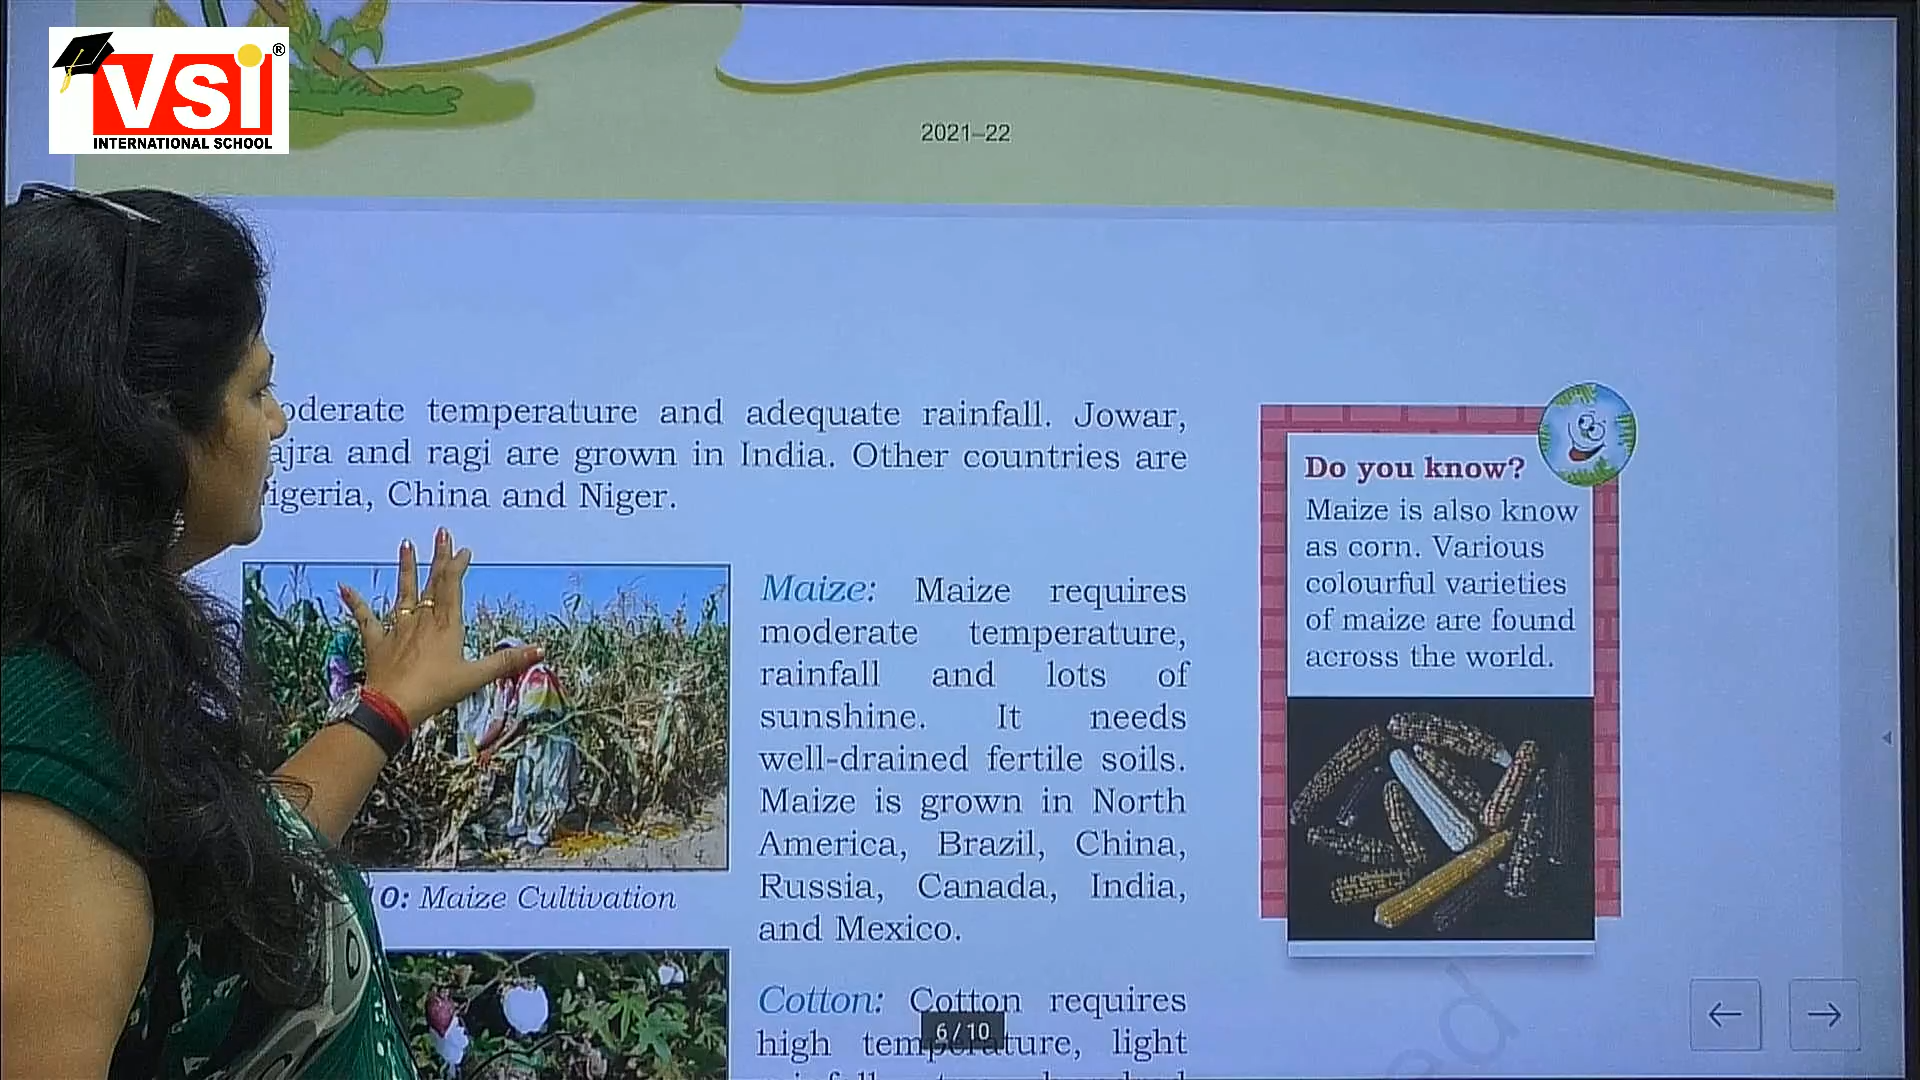 VSI ®
INTERNATIONAL SCHOOL
2021–22
oderate temperature and adequate rainfall. Jowar,
ajra and ragi are grown in India. Other countries are
igeria, China and Niger.
Do you know?
Maize is also know
as corn. Various
colourful varieties
of maize are found
across the world.
Maize: Maize requires
moderate temperature,
rainfall and lots of
sunshine. It needs
well-drained fertile soils.
Maize is grown in North
America, Brazil, China,
Russia, Canada, India,
and Mexico.
0: Maize Cultivation
Cotton: Cotton requires
high temperature, light
6/10